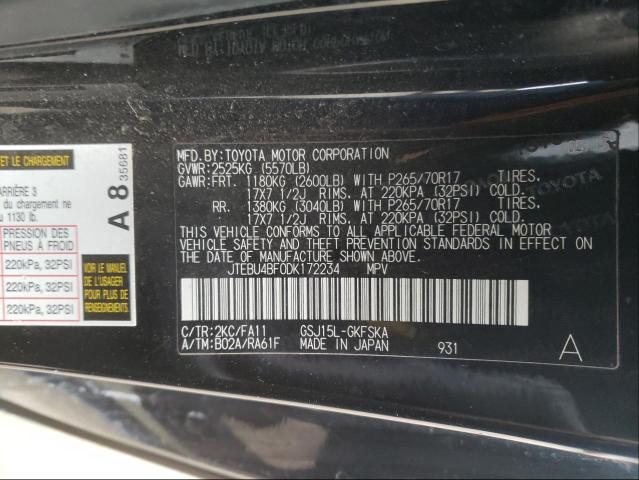 ET LE CHARGEMENT
A 8 35681
ARRIÈRE 3
du chargement ne
u 1130 lb.
PRESSION DES
PNEUS À FROID
220kPa, 32PSI
220kPa, 32PSI
220kPa, 32PSI
VOIR LE MANUEL
DE L'USAGER
POUR PLUS DE
RENSEIGNEMENTS
MFD. BY: TOYOTA MOTOR CORPORATION
GVWR: 2525KG (5570LB)
GAWR: FRT. 1180KG (2600LB) WITH P265/70R17 TIRES.
17X7 1/2J RIMS. AT 220KPA (32PSI) COLD.
RR. 1380KG (3040LB) WITH P265/70R17 TIRES.
17X7 1/2J RIMS. AT 220KPA (32PSI) COLD.
THIS VEHICLE CONFORMS TO ALL APPLICABLE FEDERAL MOTOR
VEHICLE SAFETY AND THEFT PREVENTION STANDARDS IN EFFECT ON
THE DATE OF MANUFACTURE SHOWN ABOVE.
JTEBU4BF0DK172234 MPV
C/TR: 2KC/FA11 GSJ15L-GKFSKA
A/TM: B02A/RA61F MADE IN JAPAN 931 A